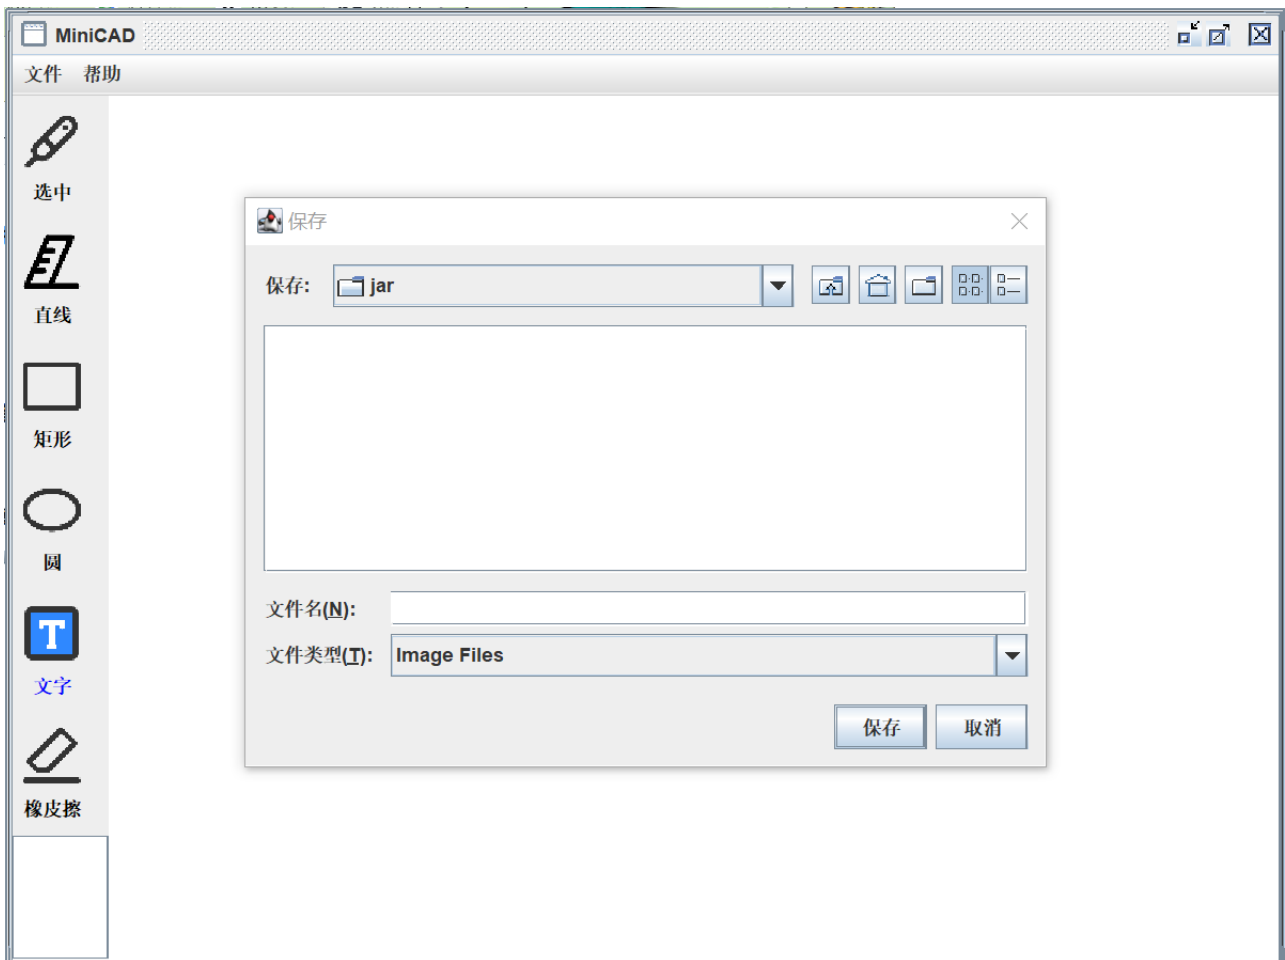 MiniCAD
文件 帮助
选中
直线
矩形
圆
T
文字
橡皮擦
保存
保存: jar
文件名(N):
文件类型(T): Image Files
保存 取消